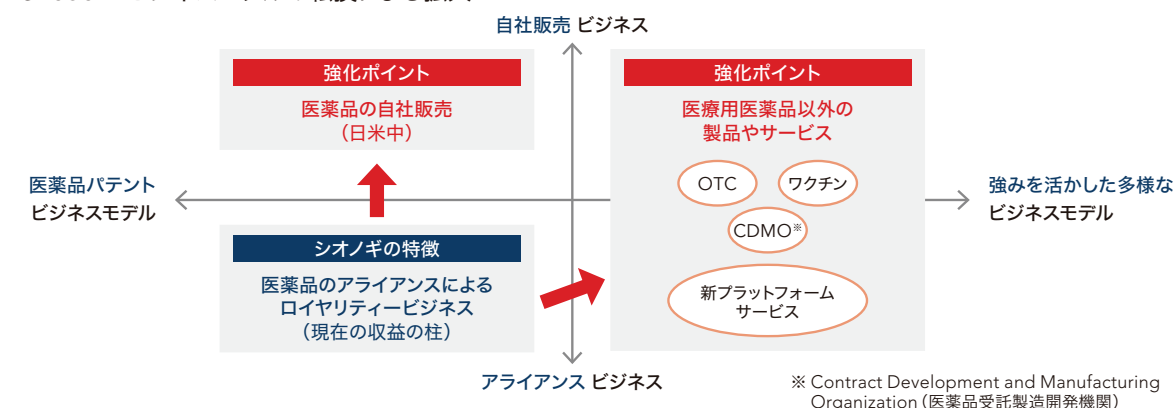 自社販売 ビジネス
強化ポイント
医薬品の自社販売
（日米中）
強化ポイント
医療用医薬品以外の
製品やサービス
OTC
ワクチン
CDMO※
新プラットフォーム
サービス
医薬品パテント
ビジネスモデル
強みを活かした多様な
ビジネスモデル
シオノギの特徴
医薬品のアライアンスによる
ロイヤリティービジネス
（現在の収益の柱）
アライアンス ビジネス
※ Contract Development and Manufacturing
Organization（医薬品受託製造開発機関）